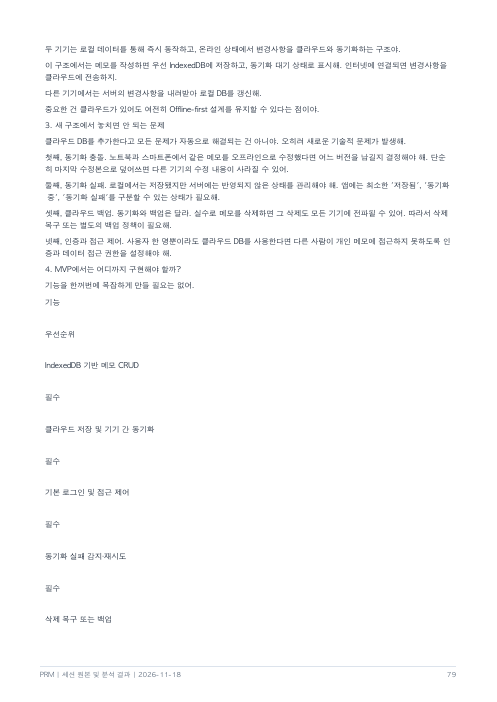 두 기기는 로컬 데이터를 통해 즉시 동작하고, 온라인 상태에서 변경사항을 클라우드와 동기화하는 구조야.
이 구조에서는 메모를 작성하면 우선 IndexedDB에 저장하고, 동기화 대기 상태로 표시해. 인터넷에 연결되면 변경사항을
클라우드에 전송하지.
다른 기기에서는 서버의 변경사항을 내려받아 로컬 DB를 갱신해.
중요한 건 클라우드가 있어도 여전히 Offline-first 설계를 유지할 수 있다는 점이야.
3. 새 구조에서 놓치면 안 되는 문제
클라우드 DB를 추가한다고 모든 문제가 자동으로 해결되는 건 아니야. 오히려 새로운 기술적 문제가 발생해.
첫째, 동기화 충돌. 노트북과 스마트폰에서 같은 메모를 오프라인으로 수정했다면 어느 버전을 남길지 결정해야 해. 단순
히 마지막 수정본으로 덮어쓰면 다른 기기의 수정 내용이 사라질 수 있어.
둘째, 동기화 실패. 로컬에서는 저장됐지만 서버에는 반영되지 않은 상태를 관리해야 해. 앱에는 최소한 ‘저장됨’, ‘동기화
중’, ‘동기화 실패’를 구분할 수 있는 상태가 필요해.
셋째, 클라우드 백업. 동기화와 백업은 달라. 실수로 메모를 삭제하면 그 삭제도 모든 기기에 전파될 수 있어. 따라서 삭제
복구 또는 별도의 백업 정책이 필요해.
넷째, 인증과 접근 제어. 사용자 한 명뿐이라도 클라우드 DB를 사용한다면 다른 사람이 개인 메모에 접근하지 못하도록 인
증과 데이터 접근 권한을 설정해야 해.
4. MVP에서는 어디까지 구현해야 할까?
기능을 한꺼번에 복잡하게 만들 필요는 없어.
기능
우선순위
IndexedDB 기반 메모 CRUD
필수
클라우드 저장 및 기기 간 동기화
필수
기본 로그인 및 접근 제어
필수
동기화 실패 감지·재시도
필수
삭제 복구 또는 백업
PRM | 세션 원본 및 분석 결과 | 2026-11-18
79